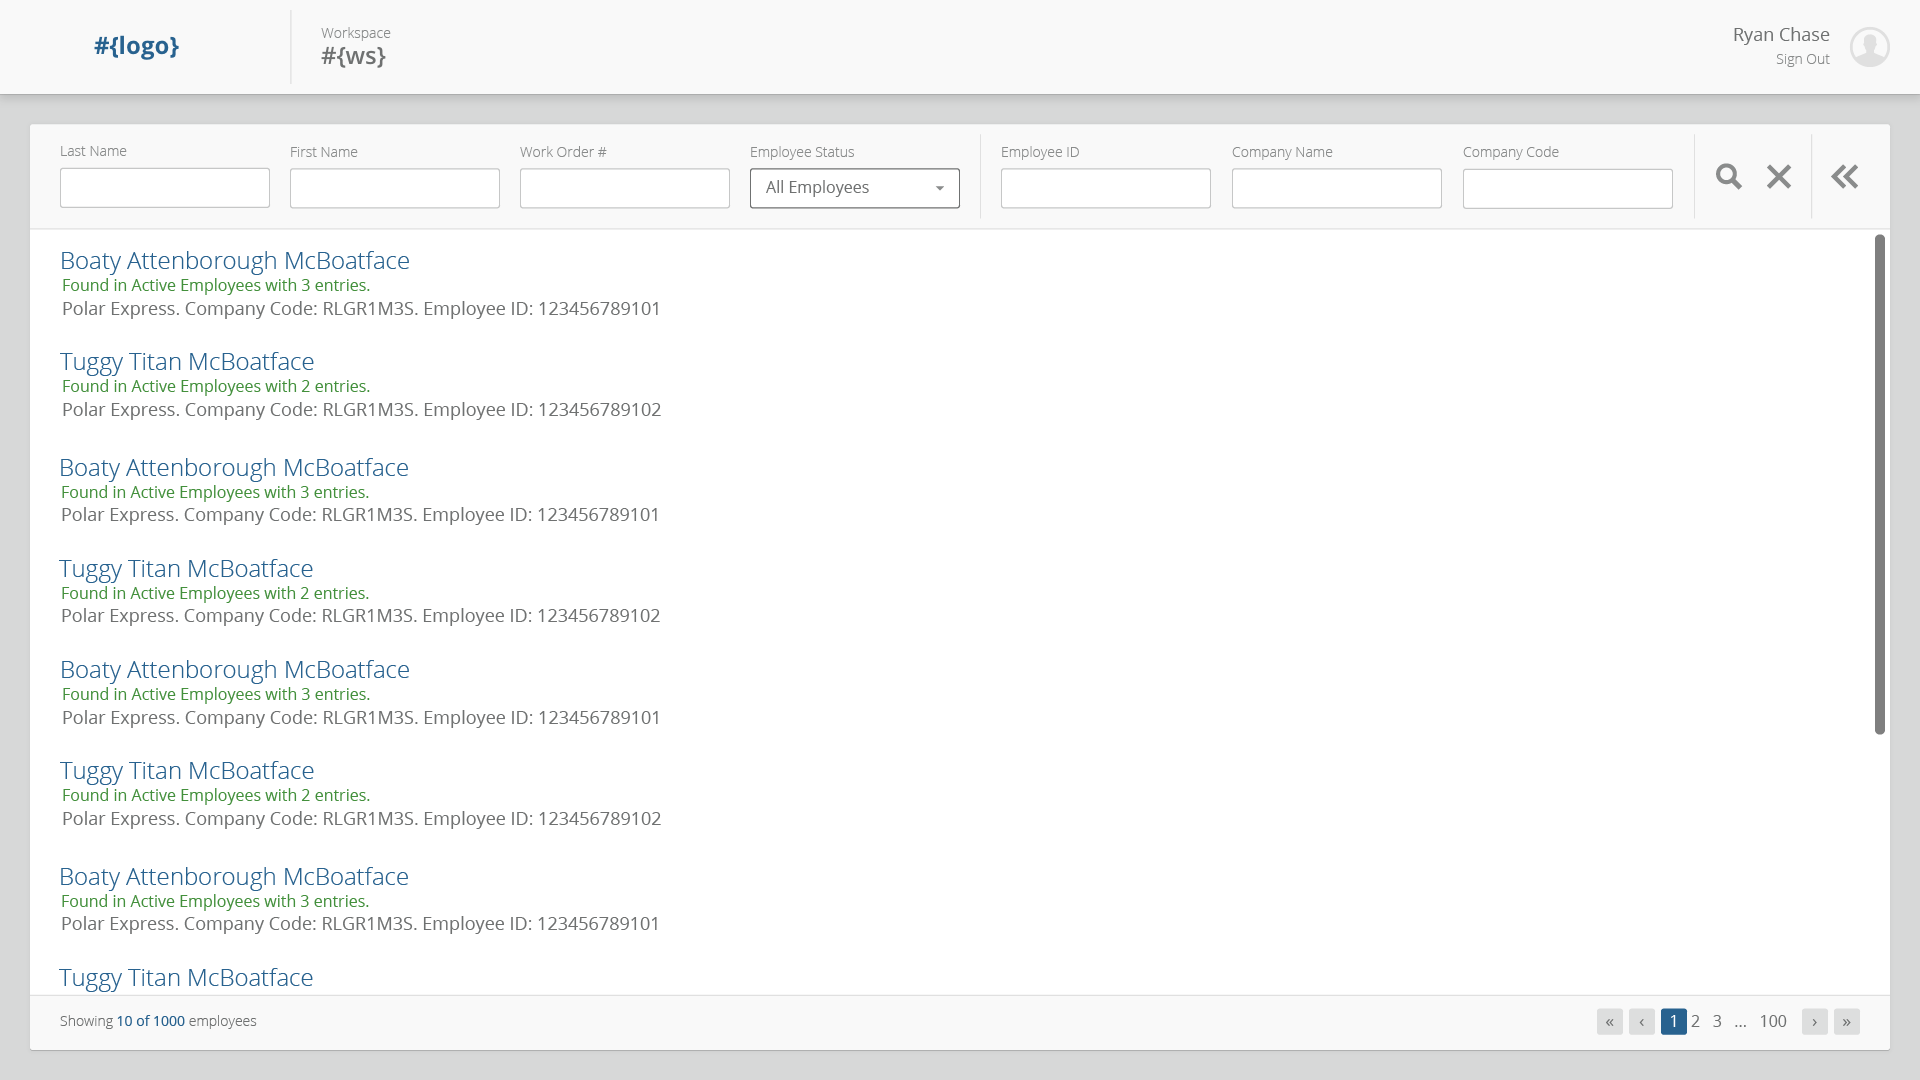 #{logo}
Workspace
#{ws}
Ryan Chase
Sign Out
Last Name
First Name
Work Order #
Employee Status
All Employees
Employee ID
Company Name
Company Code
Boaty Attenborough McBoatface
Found in Active Employees with 3 entries.
Polar Express. Company Code: RLGR1M3S. Employee ID: 123456789101
Tuggy Titan McBoatface
Found in Active Employees with 2 entries.
Polar Express. Company Code: RLGR1M3S. Employee ID: 123456789102
Boaty Attenborough McBoatface
Found in Active Employees with 3 entries.
Polar Express. Company Code: RLGR1M3S. Employee ID: 123456789101
Tuggy Titan McBoatface
Found in Active Employees with 2 entries.
Polar Express. Company Code: RLGR1M3S. Employee ID: 123456789102
Boaty Attenborough McBoatface
Found in Active Employees with 3 entries.
Polar Express. Company Code: RLGR1M3S. Employee ID: 123456789101
Tuggy Titan McBoatface
Found in Active Employees with 2 entries.
Polar Express. Company Code: RLGR1M3S. Employee ID: 123456789102
Boaty Attenborough McBoatface
Found in Active Employees with 3 entries.
Polar Express. Company Code: RLGR1M3S. Employee ID: 123456789101
Tuggy Titan McBoatface
Showing 10 of 1000 employees
« ‹ 1 2 3 ... 100 › »